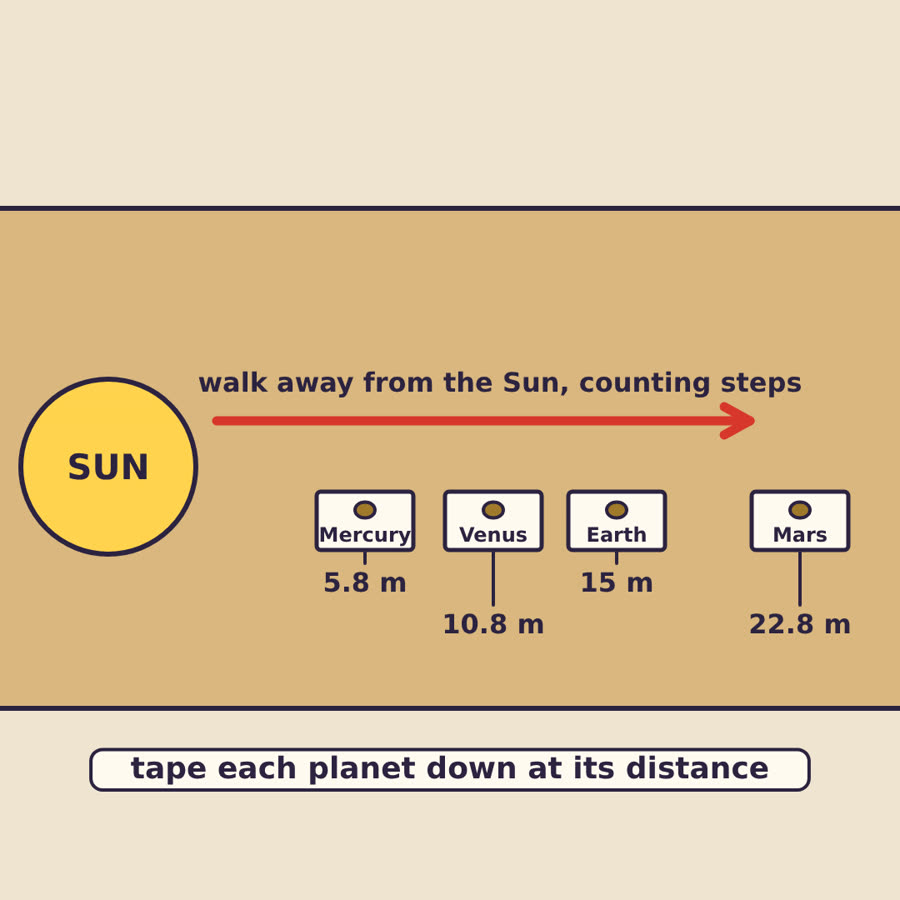 walk away from the Sun, counting steps
SUN
Mercury
Venus
Earth
Mars
5.8 m
15 m
10.8 m
22.8 m
tape each planet down at its distance